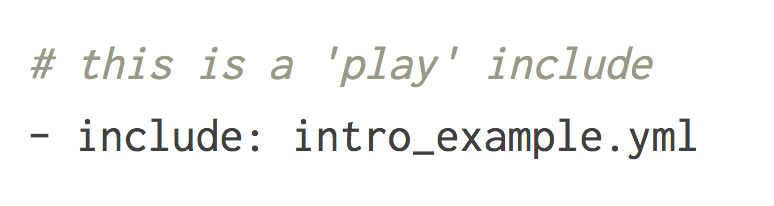 # this is a 'play' include
- include: intro_example.yml